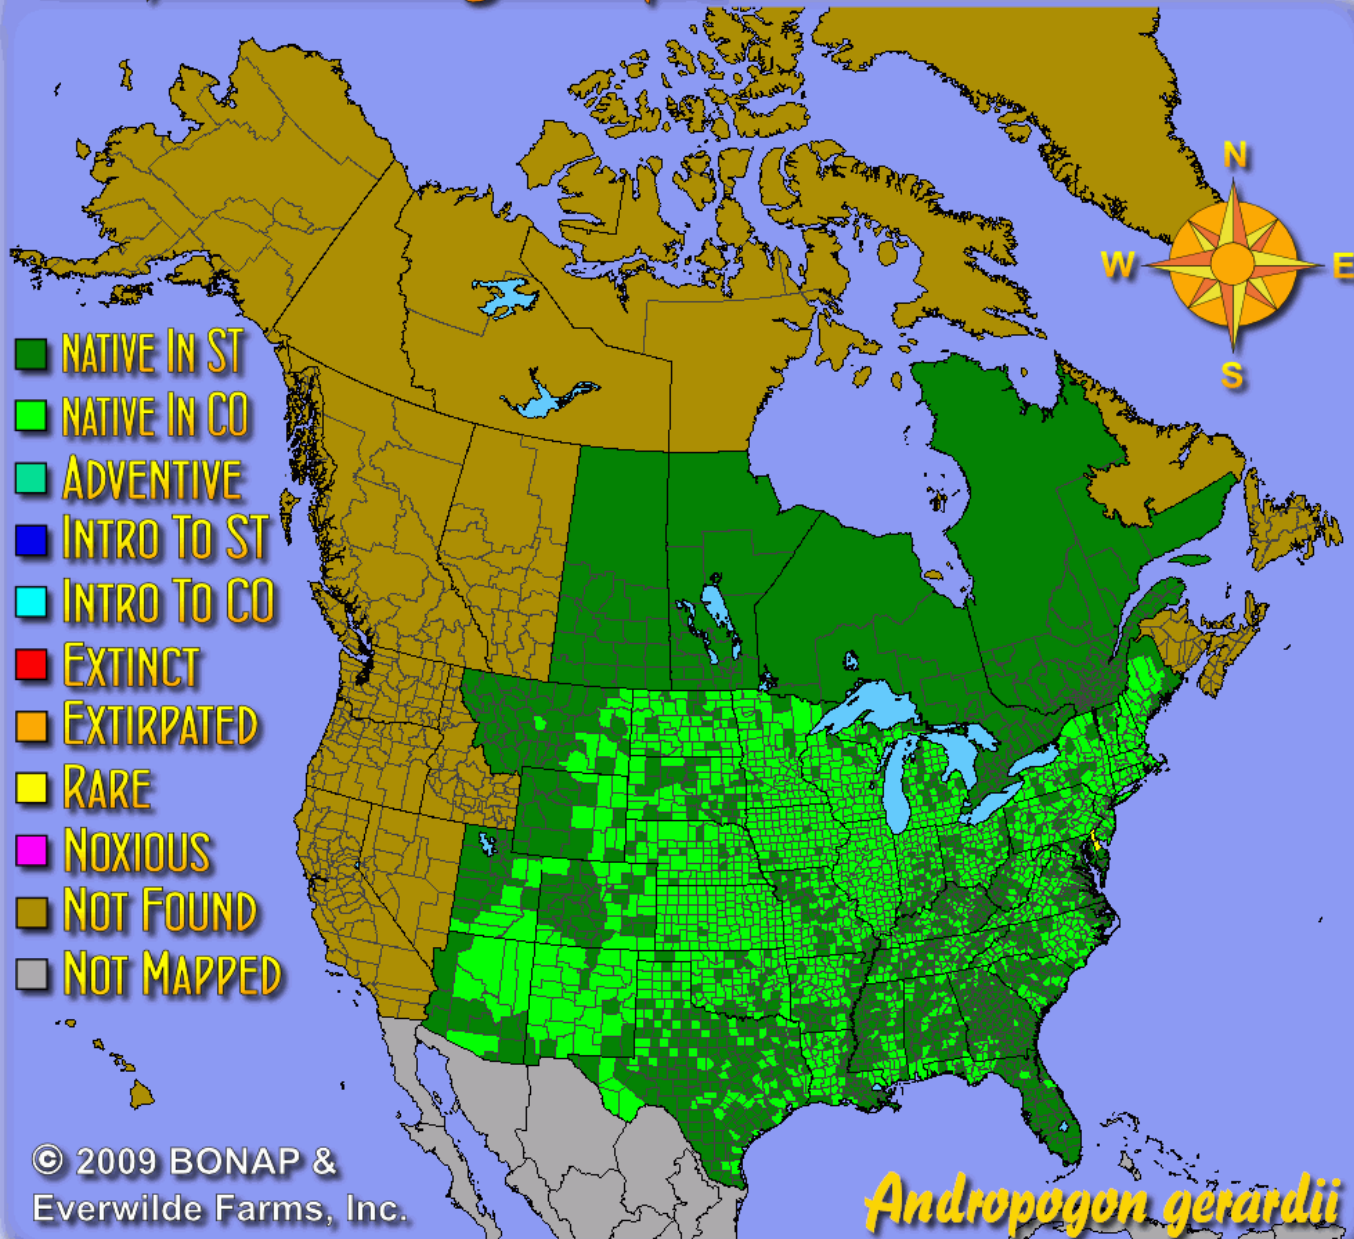 N
W
E
S
NATIVE IN ST
NATIVE IN CO
ADVENTIVE
INTRO TO ST
INTRO TO CO
EXTINCT
EXTIRPATED
RARE
NOXIOUS
NOT FOUND
NOT MAPPED
© 2009 BONAP &
Everwilde Farms, Inc.
Andropogon gerardii